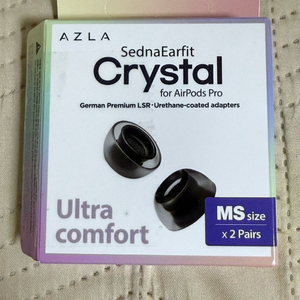 AZLA
SednaEarfit
Crystal
for AirPods Pro
German Premium LSR · Urethane-coated adapters
Ultra
comfort
MS size
x 2 Pairs